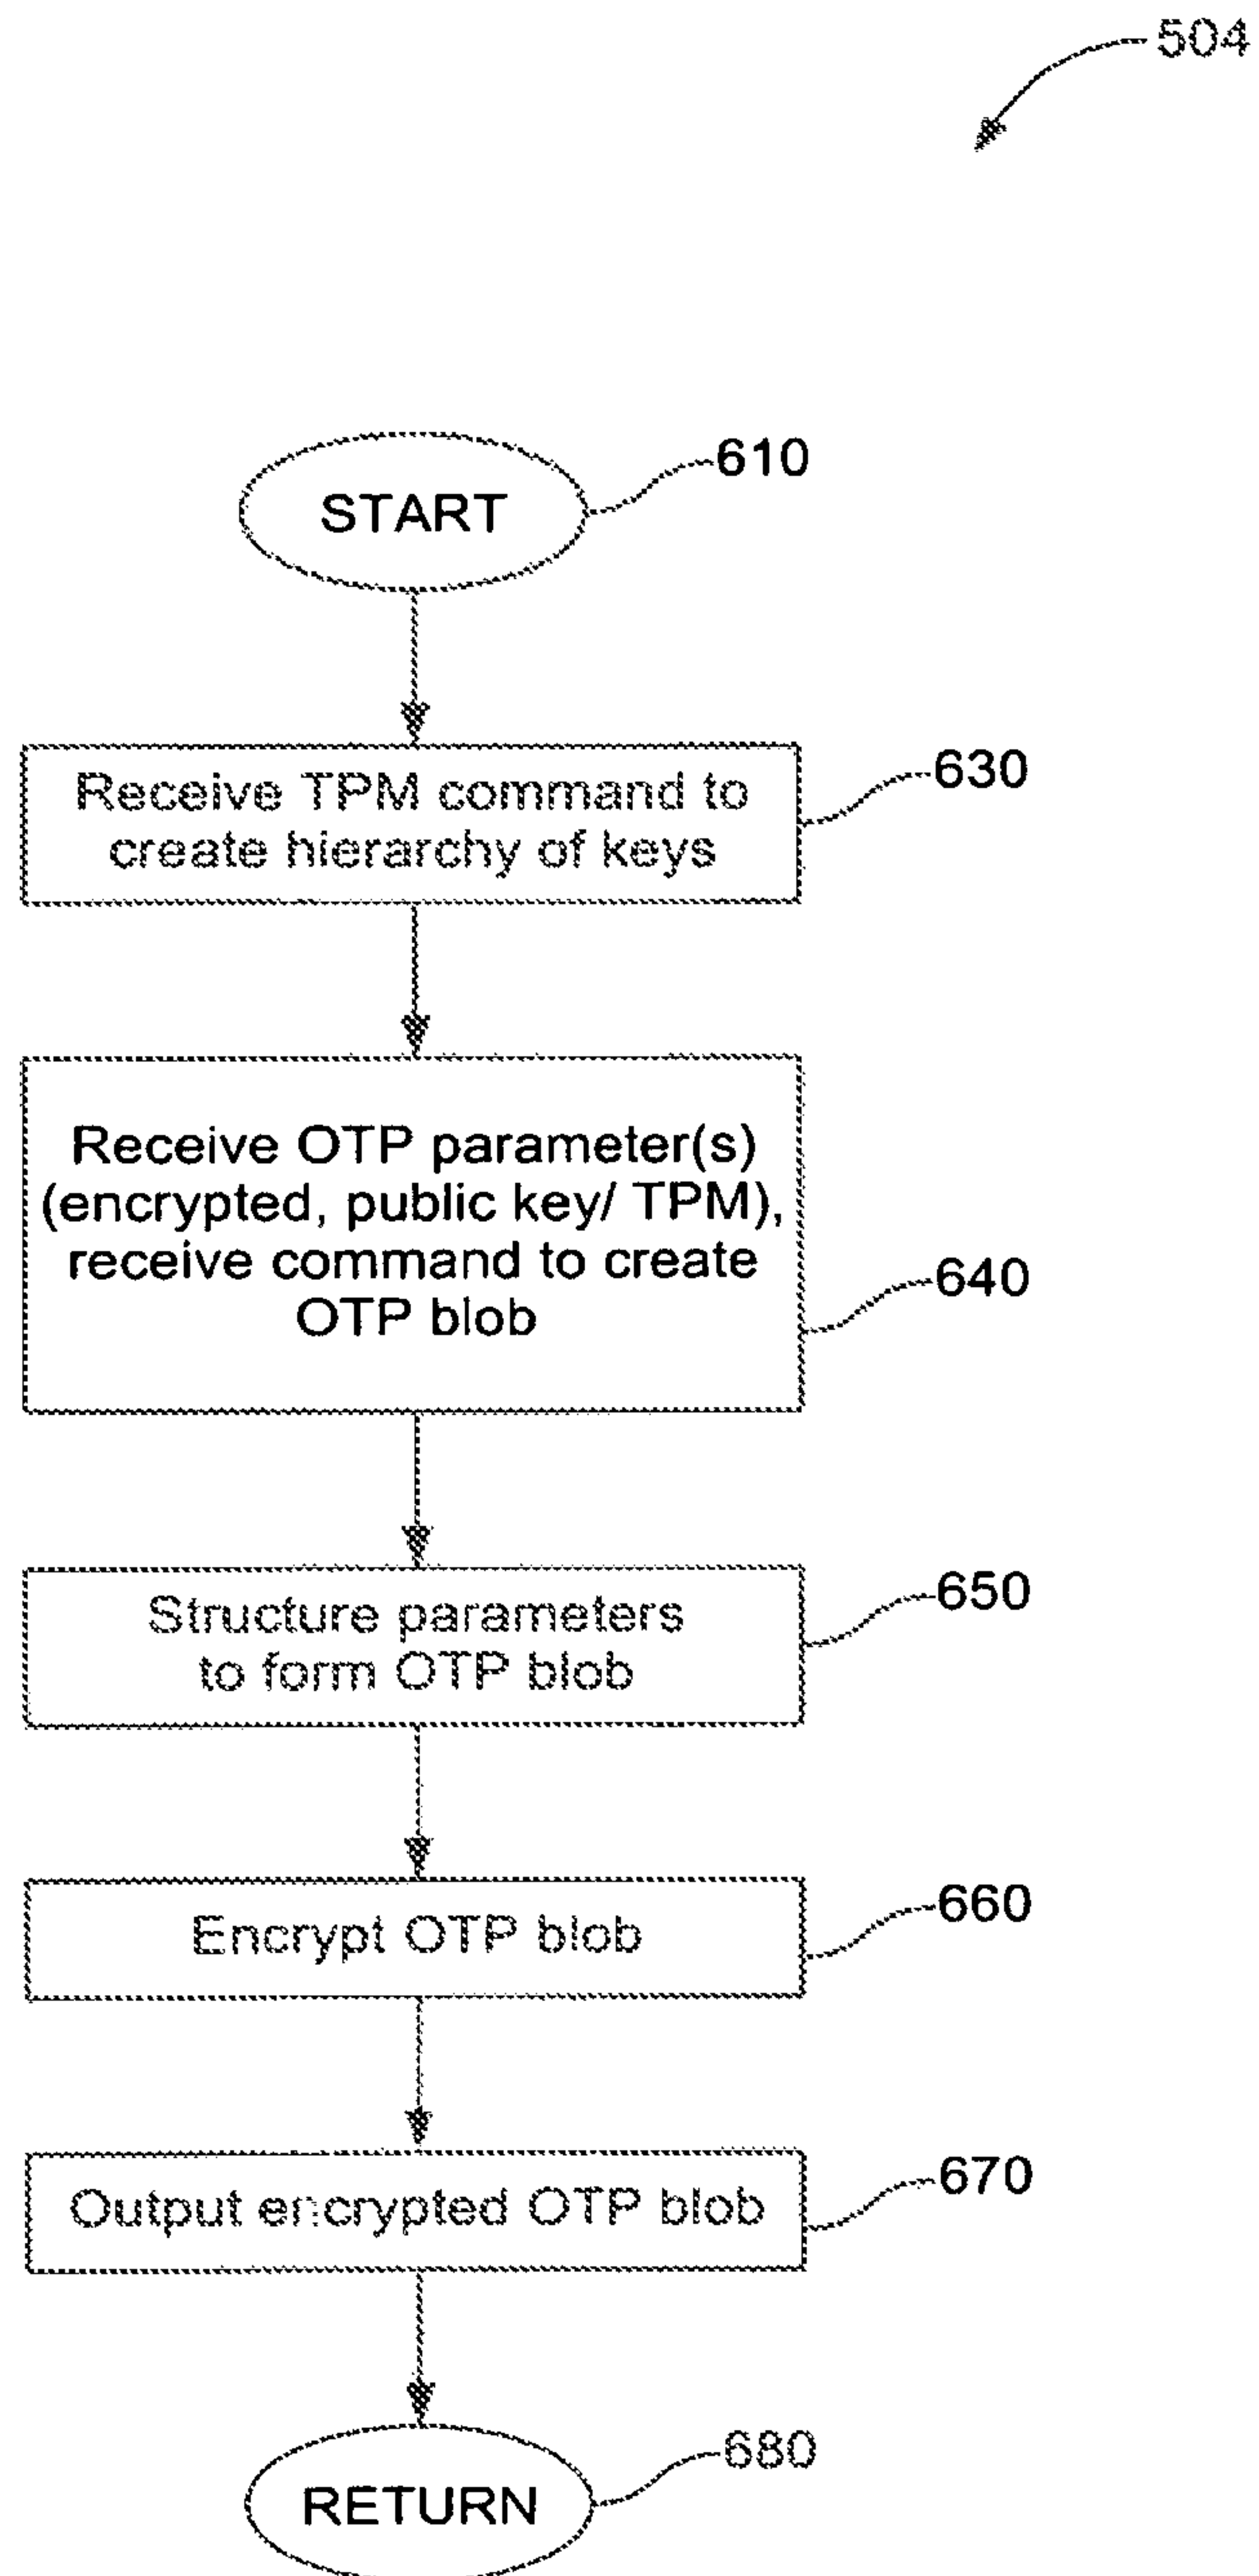 504
START
610
Receive TPM command to
create hierarchy of keys
630
Receive OTP parameter(s)
(encrypted, public key/ TPM),
receive command to create
OTP blob
640
Structure parameters
to form OTP blob
650
Encrypt OTP blob
660
Output encrypted OTP blob
670
RETURN
680